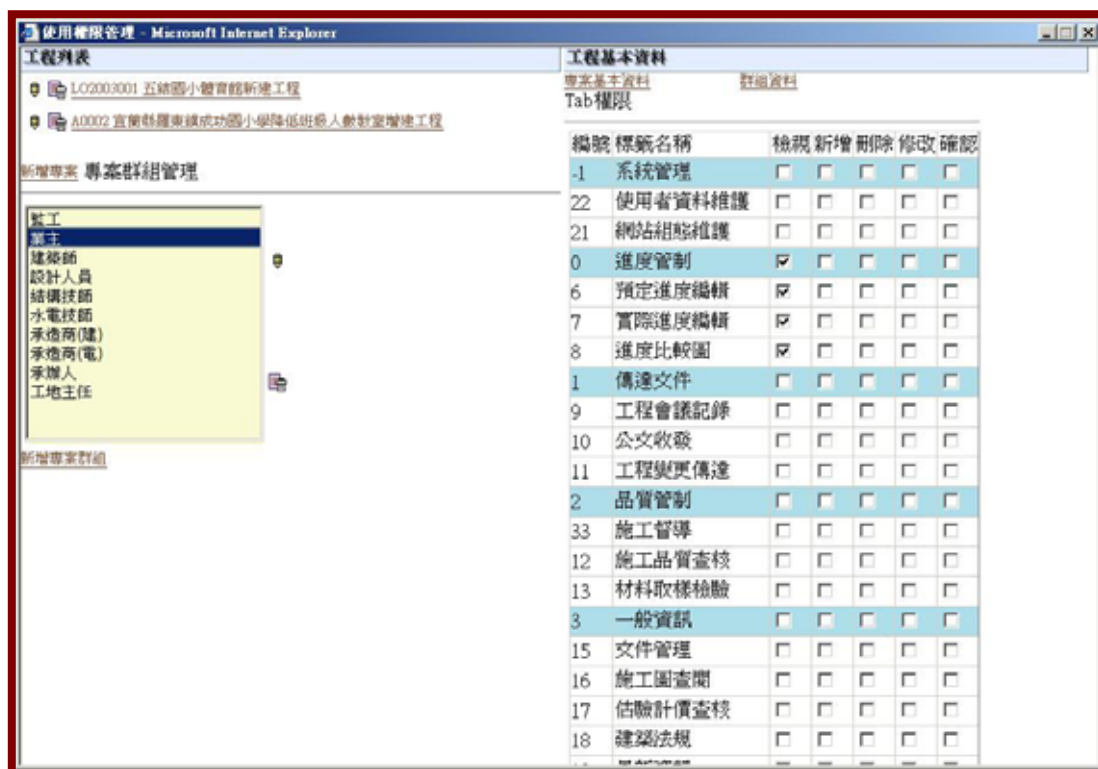 使用權限管理 - Microsoft Internet Explorer
工程列表
LO2003001 五結國小體育館新建工程
A0002 宜蘭縣羅東鎮成功國小學降低班級人數教室增建工程
新增專案 專案群組管理
監工
業主
建築師
設計人員
結構技師
水電技師
承造商(建)
承造商(電)
承辦人
工地主任
新增專案群組
工程基本資料
專案基本資料 群組資料
Tab權限
編號 標籤名稱 檢視 新增 刪除 修改 確認
-1 系統管理
22 使用者資料維護
21 網站組態維護
0 進度管制
6 預定進度編輯
7 實際進度編輯
8 進度比較圖
1 傳達文件
9 工程會議記錄
10 公文收發
11 工程變更傳達
2 品質管制
33 施工督導
12 施工品質查核
13 材料取樣檢驗
3 一般資訊
15 文件管理
16 施工圖查閱
17 估驗計價查核
18 建築法規